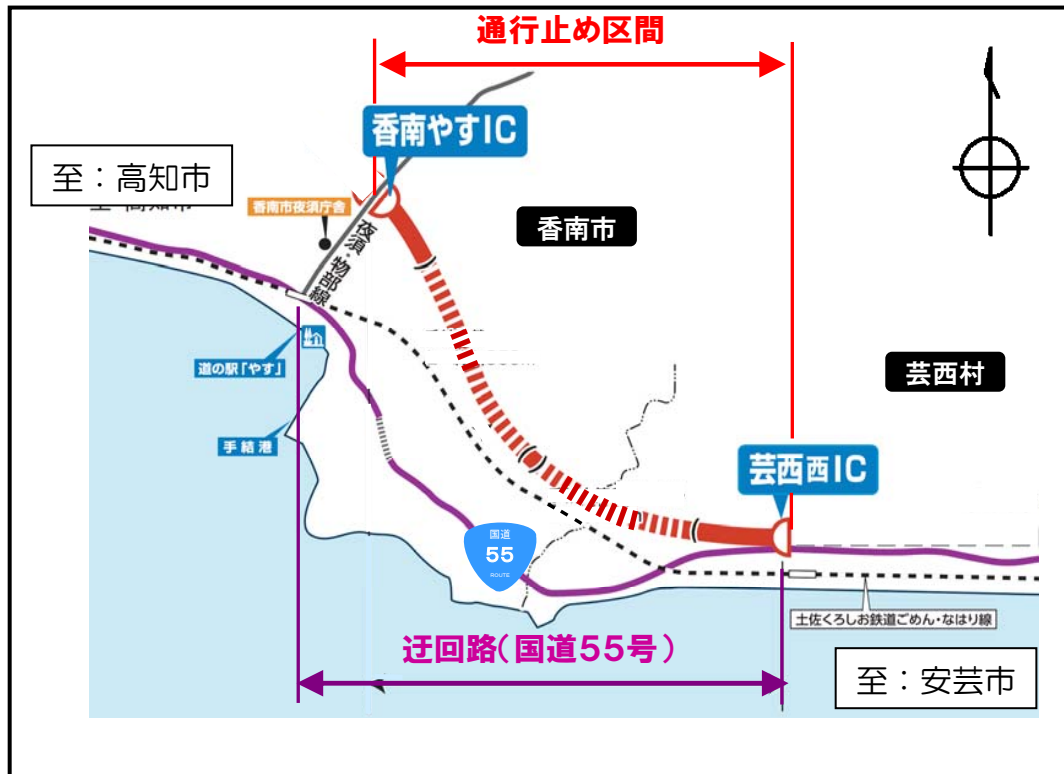 通行止め区間
香南やすIC
至：高知市
香南市夜須庁舎
夜須・物部線
香南市
道の駅「やす」
芸西村
手結港
芸西西IC
国道
55
ROUTE
土佐くろしお鉄道ごめん・なはり線
迂回路（国道55号）
至：安芸市